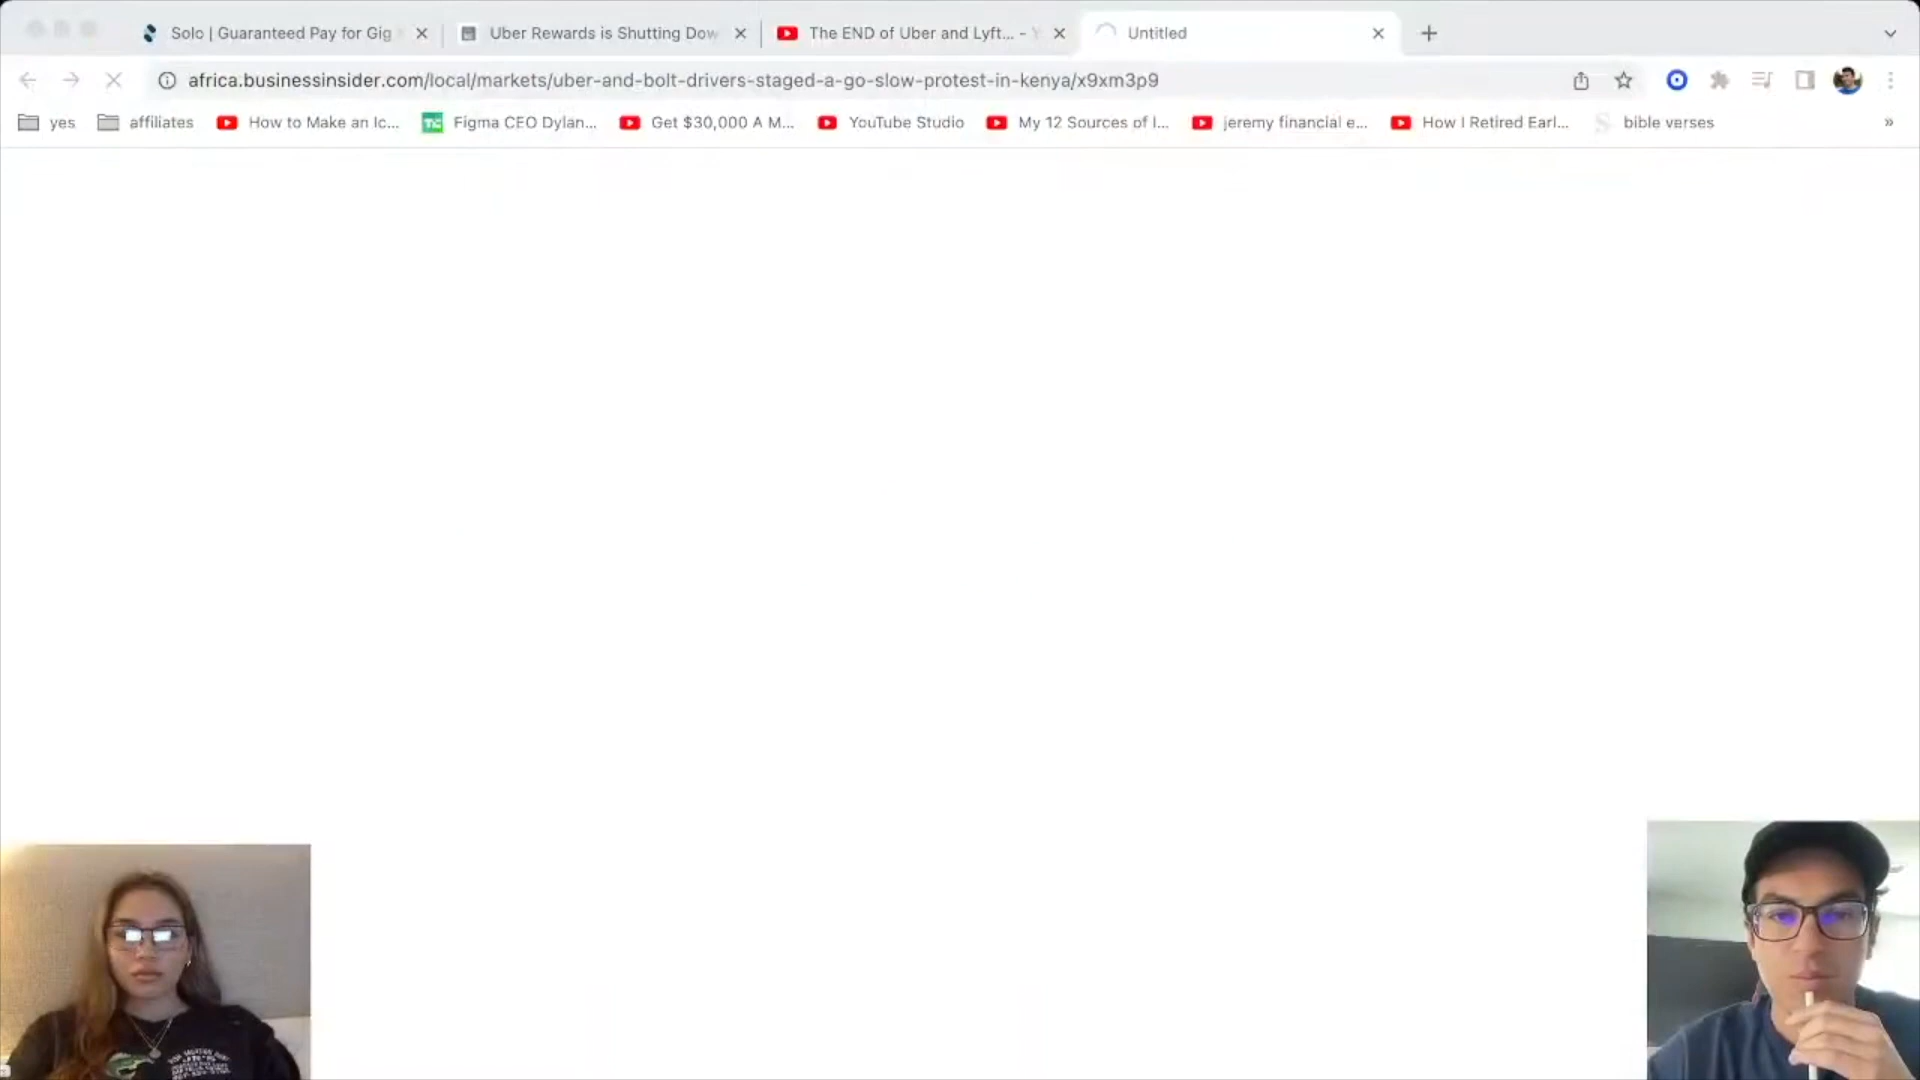 Solo | Guaranteed Pay for Gig
Uber Rewards is Shutting Dow
The END of Uber and Lyft... - Y
Untitled
africa.businessinsider.com/local/markets/uber-and-bolt-drivers-staged-a-go-slow-protest-in-kenya/x9xm3p9
yes
affiliates
How to Make an Ic...
Figma CEO Dylan...
Get $30,000 A M...
YouTube Studio
My 12 Sources of I...
jeremy financial e...
How I Retired Earl...
bible verses
»